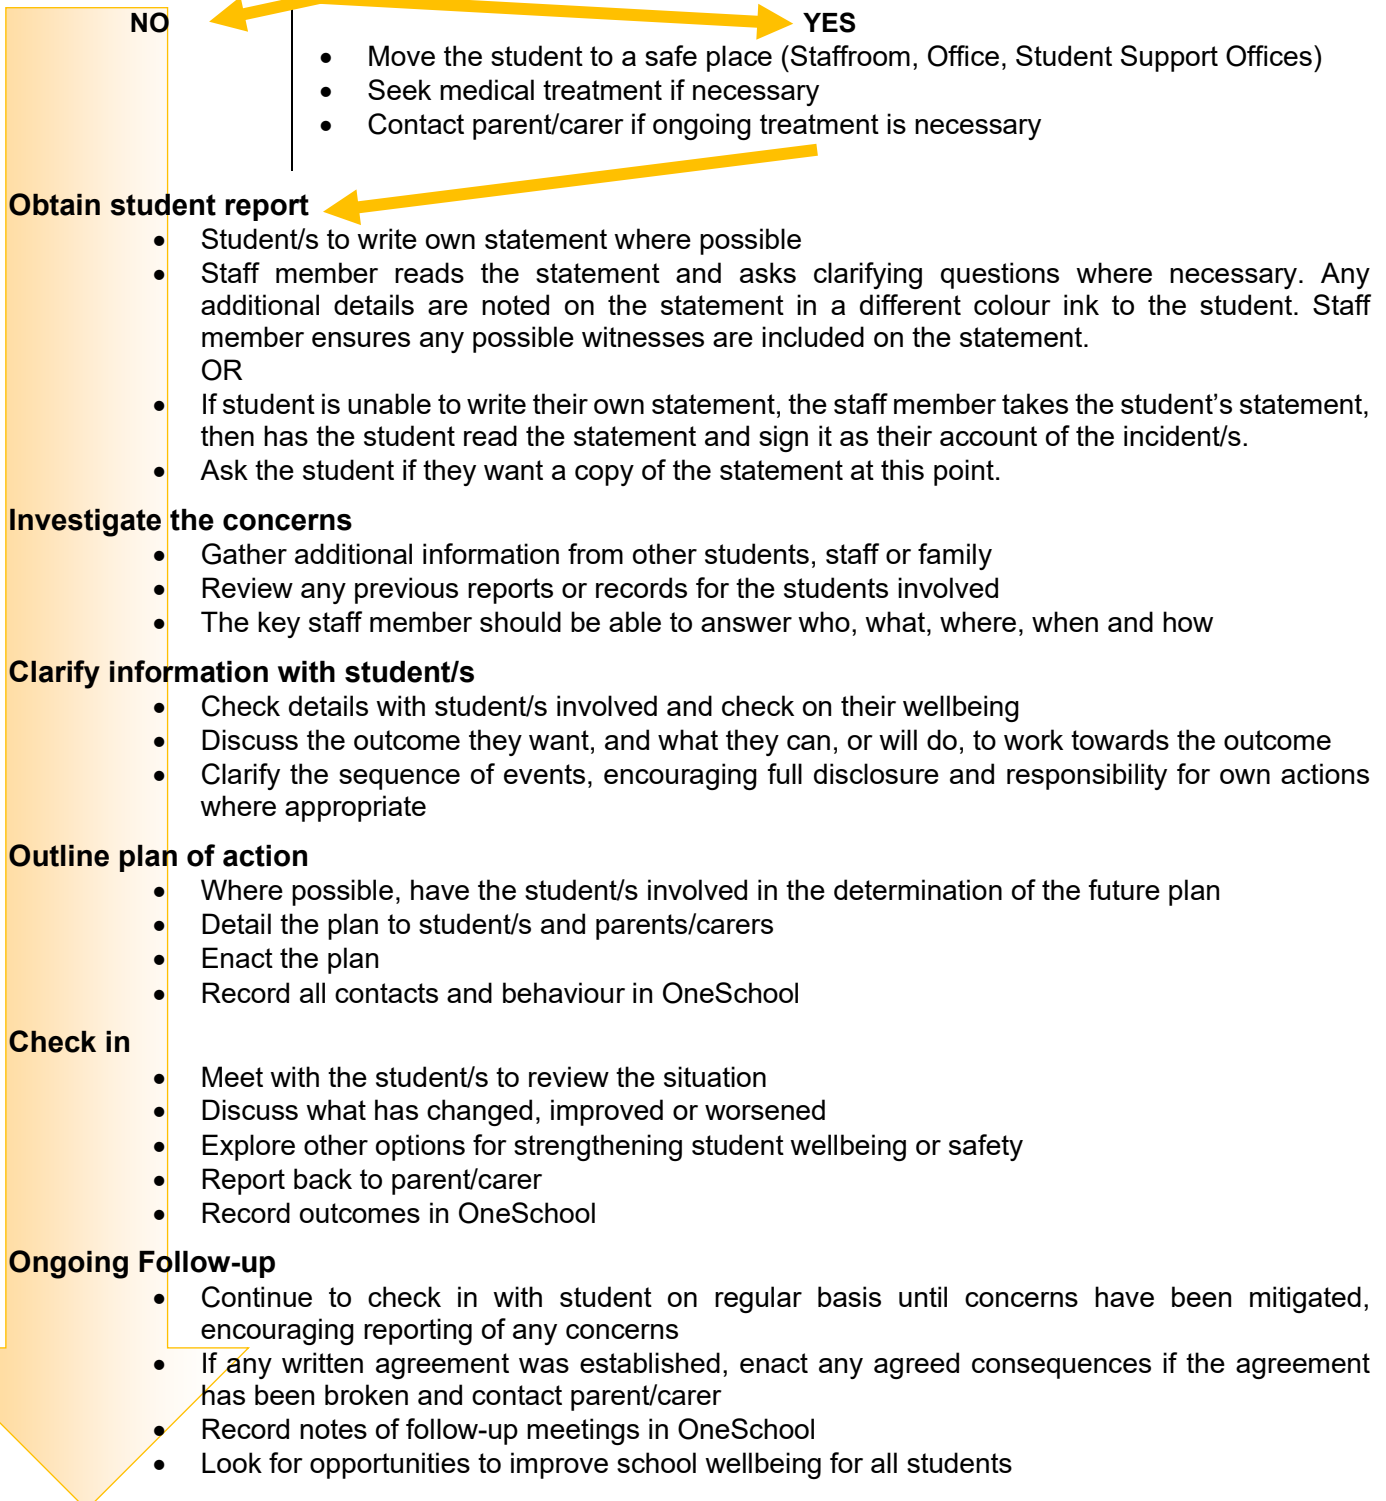 NO
YES
• Move the student to a safe place (Staffroom, Office, Student Support Offices)
• Seek medical treatment if necessary
• Contact parent/carer if ongoing treatment is necessary
Obtain student report
• Student/s to write own statement where possible
• Staff member reads the statement and asks clarifying questions where necessary. Any
additional details are noted on the statement in a different colour ink to the student. Staff
member ensures any possible witnesses are included on the statement.
OR
• If student is unable to write their own statement, the staff member takes the student’s statement,
then has the student read the statement and sign it as their account of the incident/s.
• Ask the student if they want a copy of the statement at this point.
Investigate the concerns
• Gather additional information from other students, staff or family
• Review any previous reports or records for the students involved
• The key staff member should be able to answer who, what, where, when and how
Clarify information with student/s
• Check details with student/s involved and check on their wellbeing
• Discuss the outcome they want, and what they can, or will do, to work towards the outcome
• Clarify the sequence of events, encouraging full disclosure and responsibility for own actions
where appropriate
Outline plan of action
• Where possible, have the student/s involved in the determination of the future plan
• Detail the plan to student/s and parents/carers
• Enact the plan
• Record all contacts and behaviour in OneSchool
Check in
• Meet with the student/s to review the situation
• Discuss what has changed, improved or worsened
• Explore other options for strengthening student wellbeing or safety
• Report back to parent/carer
• Record outcomes in OneSchool
Ongoing Follow-up
• Continue to check in with student on regular basis until concerns have been mitigated,
encouraging reporting of any concerns
• If any written agreement was established, enact any agreed consequences if the agreement
has been broken and contact parent/carer
• Record notes of follow-up meetings in OneSchool
• Look for opportunities to improve school wellbeing for all students